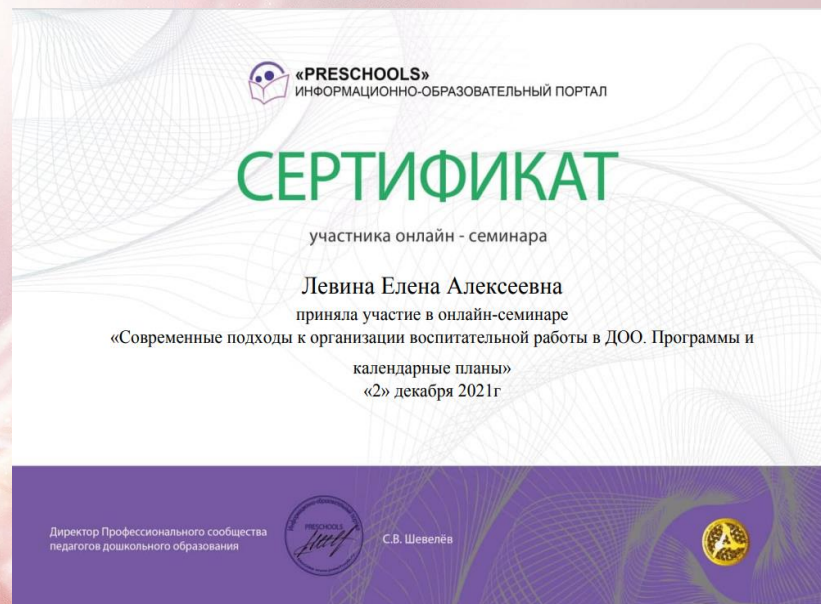 «PRESCHOOLS»
ИНФОРМАЦИОННО-ОБРАЗОВАТЕЛЬНЫЙ ПОРТАЛ
СЕРТИФИКАТ
участника онлайн - семинара
Левина Елена Алексеевна
приняла участие в онлайн-семинаре
«Современные подходы к организации воспитательной работы в ДОО. Программы и
календарные планы»
«2» декабря 2021г
Директор Профессионального сообщества
педагогов дошкольного образования
PRESCHOOLS
С.В. Шевелёв